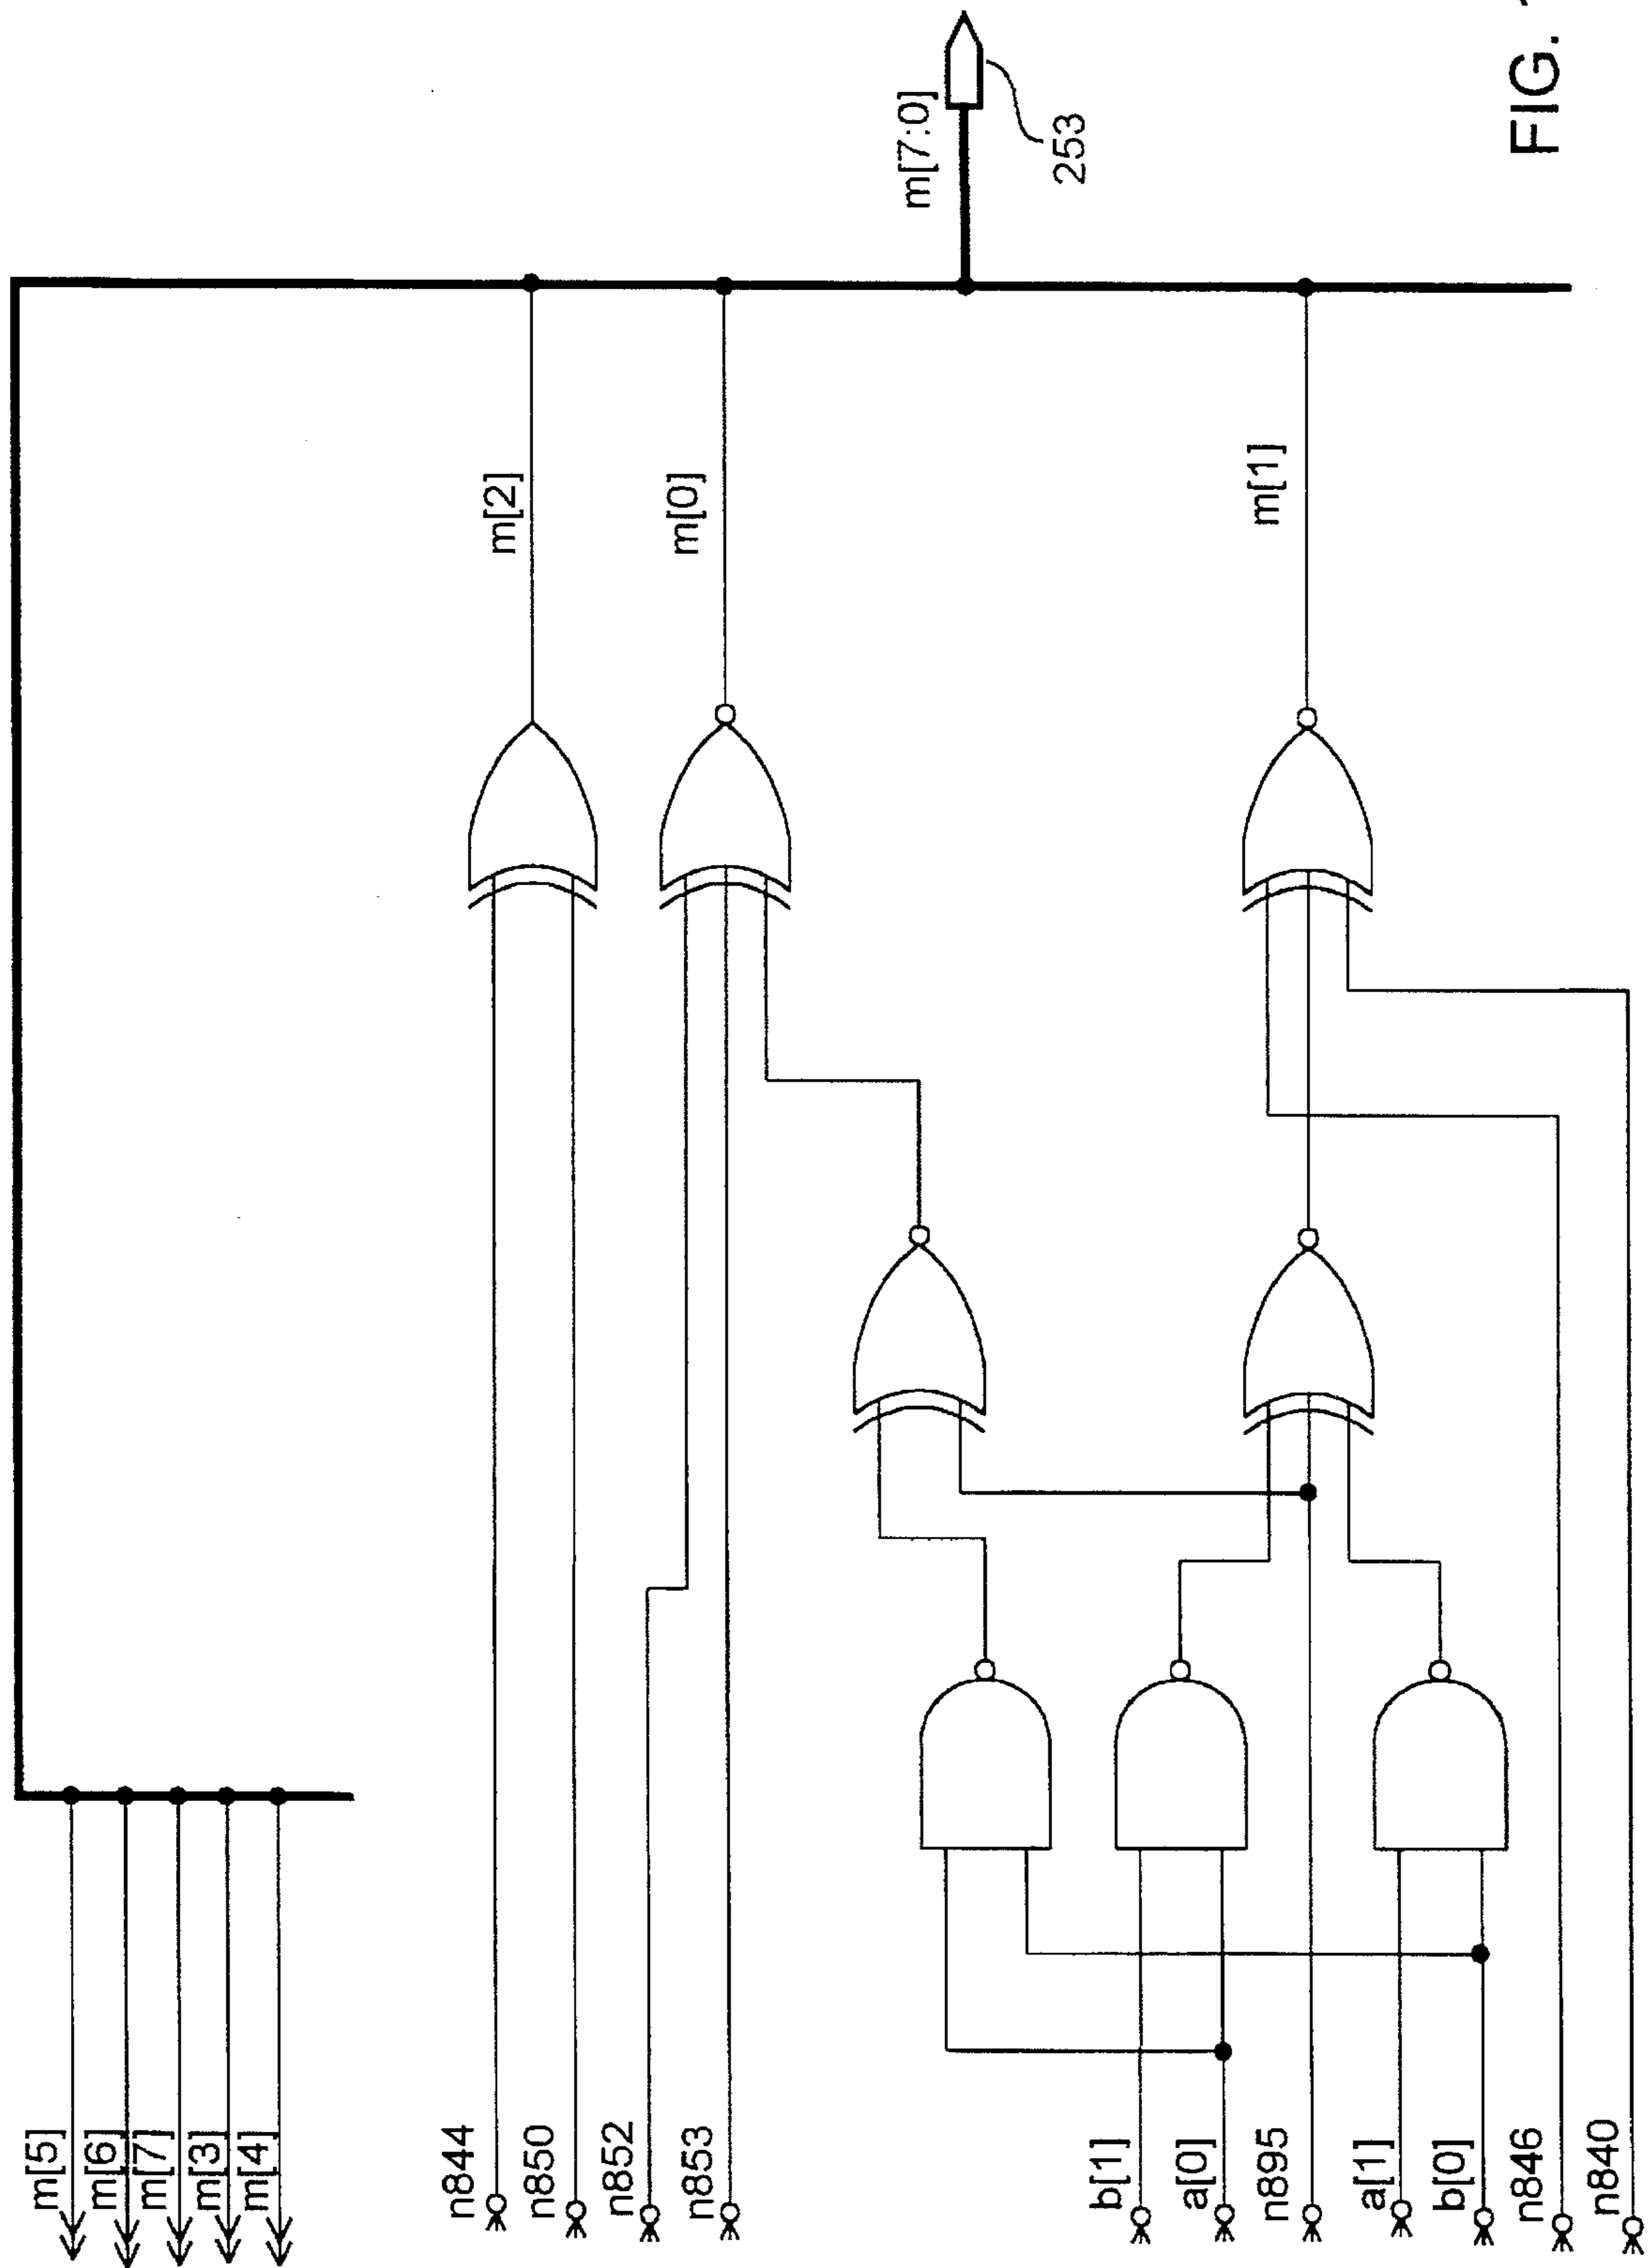 m[5]
m[6]
m[7]
m[3]
m[4]
n844
n850
n852
n853
b[1]
a[0]
n895
a[1]
b[0]
n846
n840
m[2]
m[0]
m[1]
m[7:0]
253
FIG.